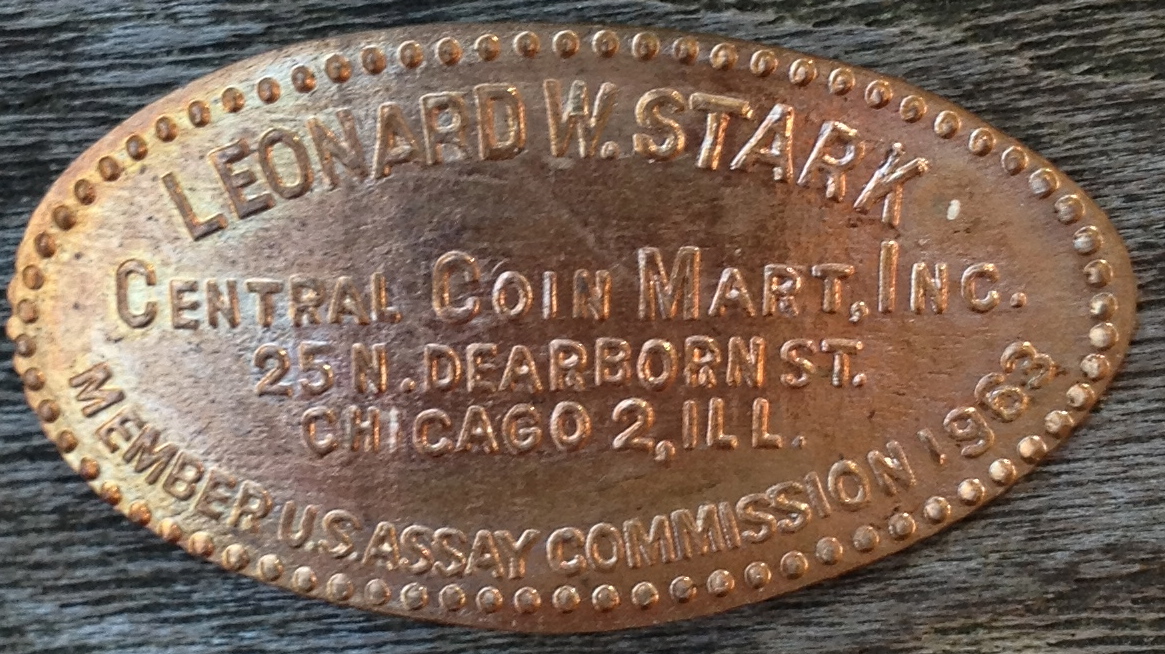 LEONARD W. STARK
CENTRAL COIN MART, INC.
25 N. DEARBORN ST.
CHICAGO 2, ILL.
MEMBER U.S. ASSAY COMMISSION 1963